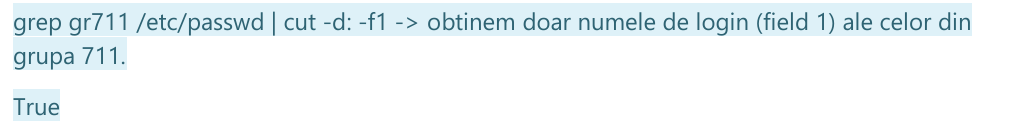 grep gr711 /etc/passwd | cut -d: -f1 -> obtinem doar numele de login (field 1) ale celor din
grupa 711.
True